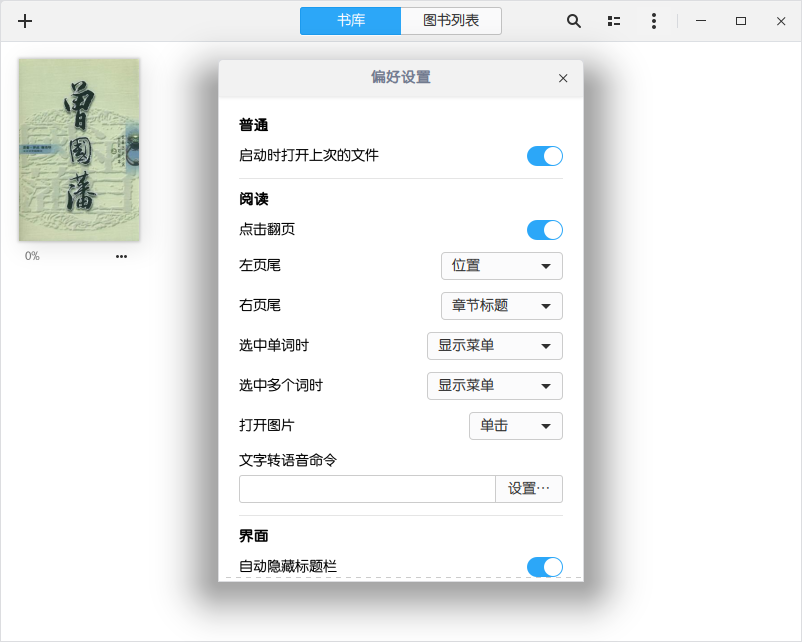 书库
图书列表
曾国藩
0%
偏好设置
普通
启动时打开上次的文件
阅读
点击翻页
左页尾
位置
右页尾
章节标题
选中单词时
显示菜单
选中多个词时
显示菜单
打开图片
单击
文字转语音命令
设置…
界面
自动隐藏标题栏